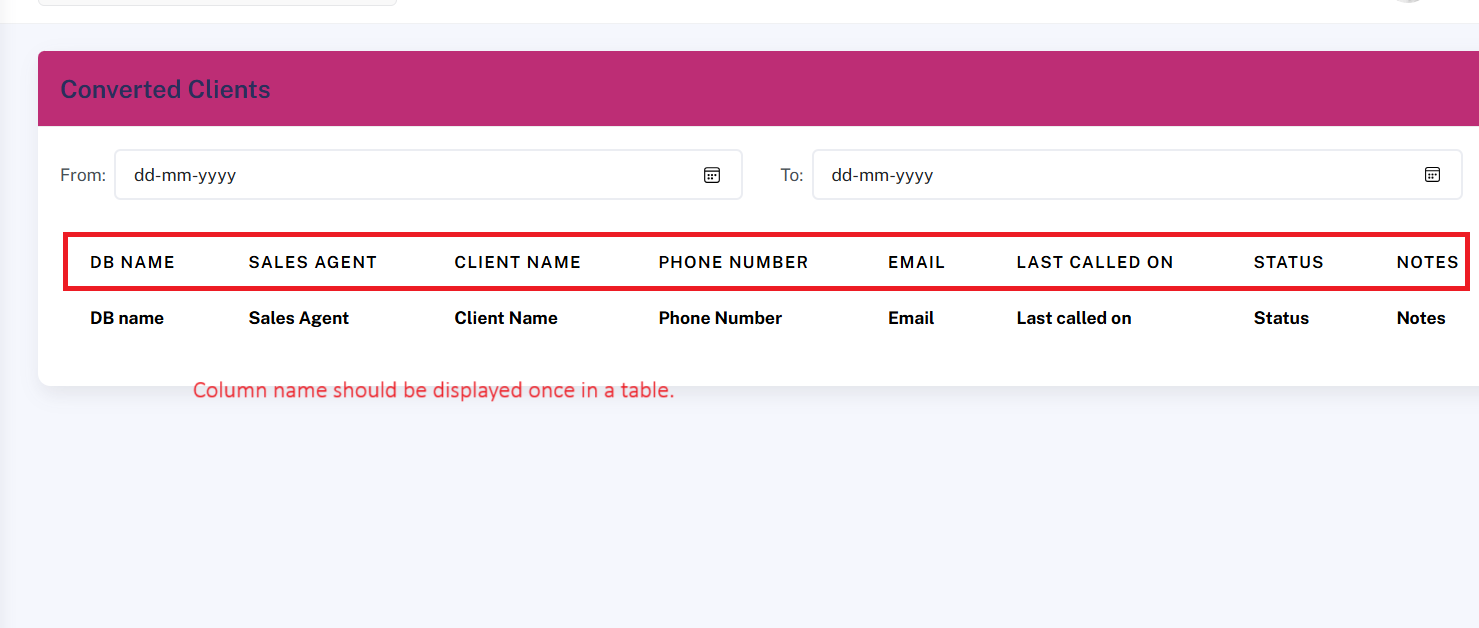 Converted Clients
From: dd-mm-yyyy To: dd-mm-yyyy
DB NAME SALES AGENT CLIENT NAME PHONE NUMBER EMAIL LAST CALLED ON STATUS NOTES
DB name Sales Agent Client Name Phone Number Email Last called on Status Notes
Column name should be displayed once in a table.